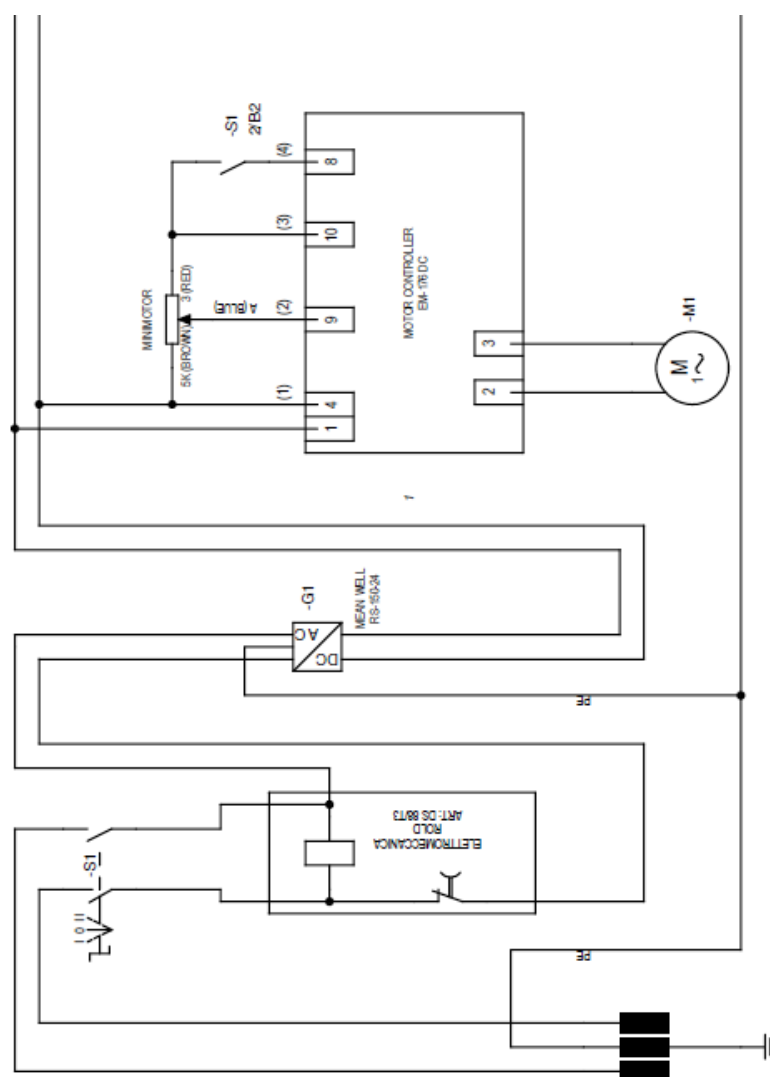 -S1
2/B2
(4)
8
(3)
10
MINIMOTOR
3 (RED)
5K (BROWN)
A (BLUE)
(2)
9
(1)
4
1
MOTOR CONTROLLER
EM-176 DC
3
2
-M1
M
1~
1
-G1
MEAN WELL
RS-150-24
AC
DC
PE
ELETTROMECCANICA
ROLD
ART: DS 88/T3
-S1
I 0 II
PE